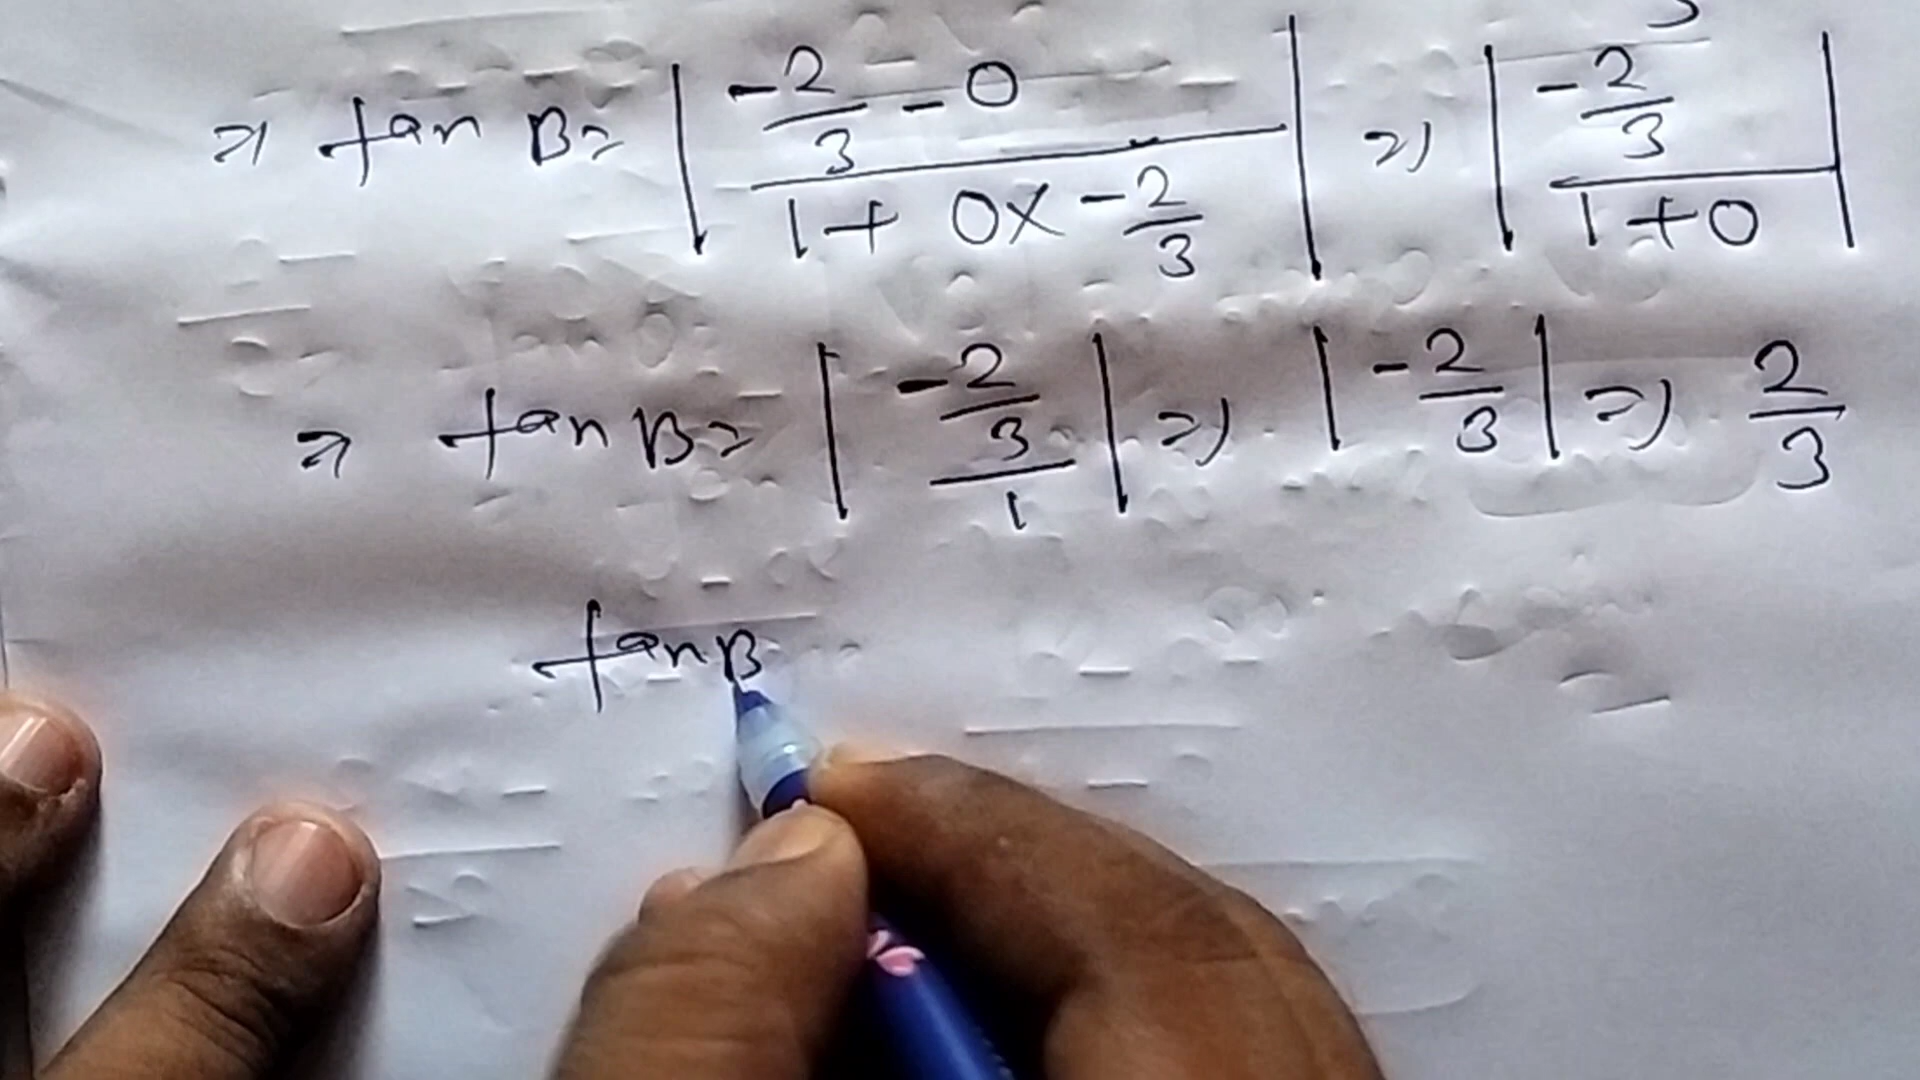 ⇒ tan B = | (-2/3 - 0) / (1 + 0 × -2/3) | ⇒ | (-2/3) / (1 + 0) |
⇒ tan B = | (-2/3) / 1 | ⇒ | -2/3 | ⇒ 2/3
tan B